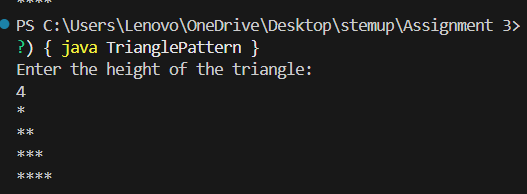 ****
PS C:\Users\Lenovo\OneDrive\Desktop\stemup\Assignment 3>
?) { java TrianglePattern }
Enter the height of the triangle:
4
*
**
***
****